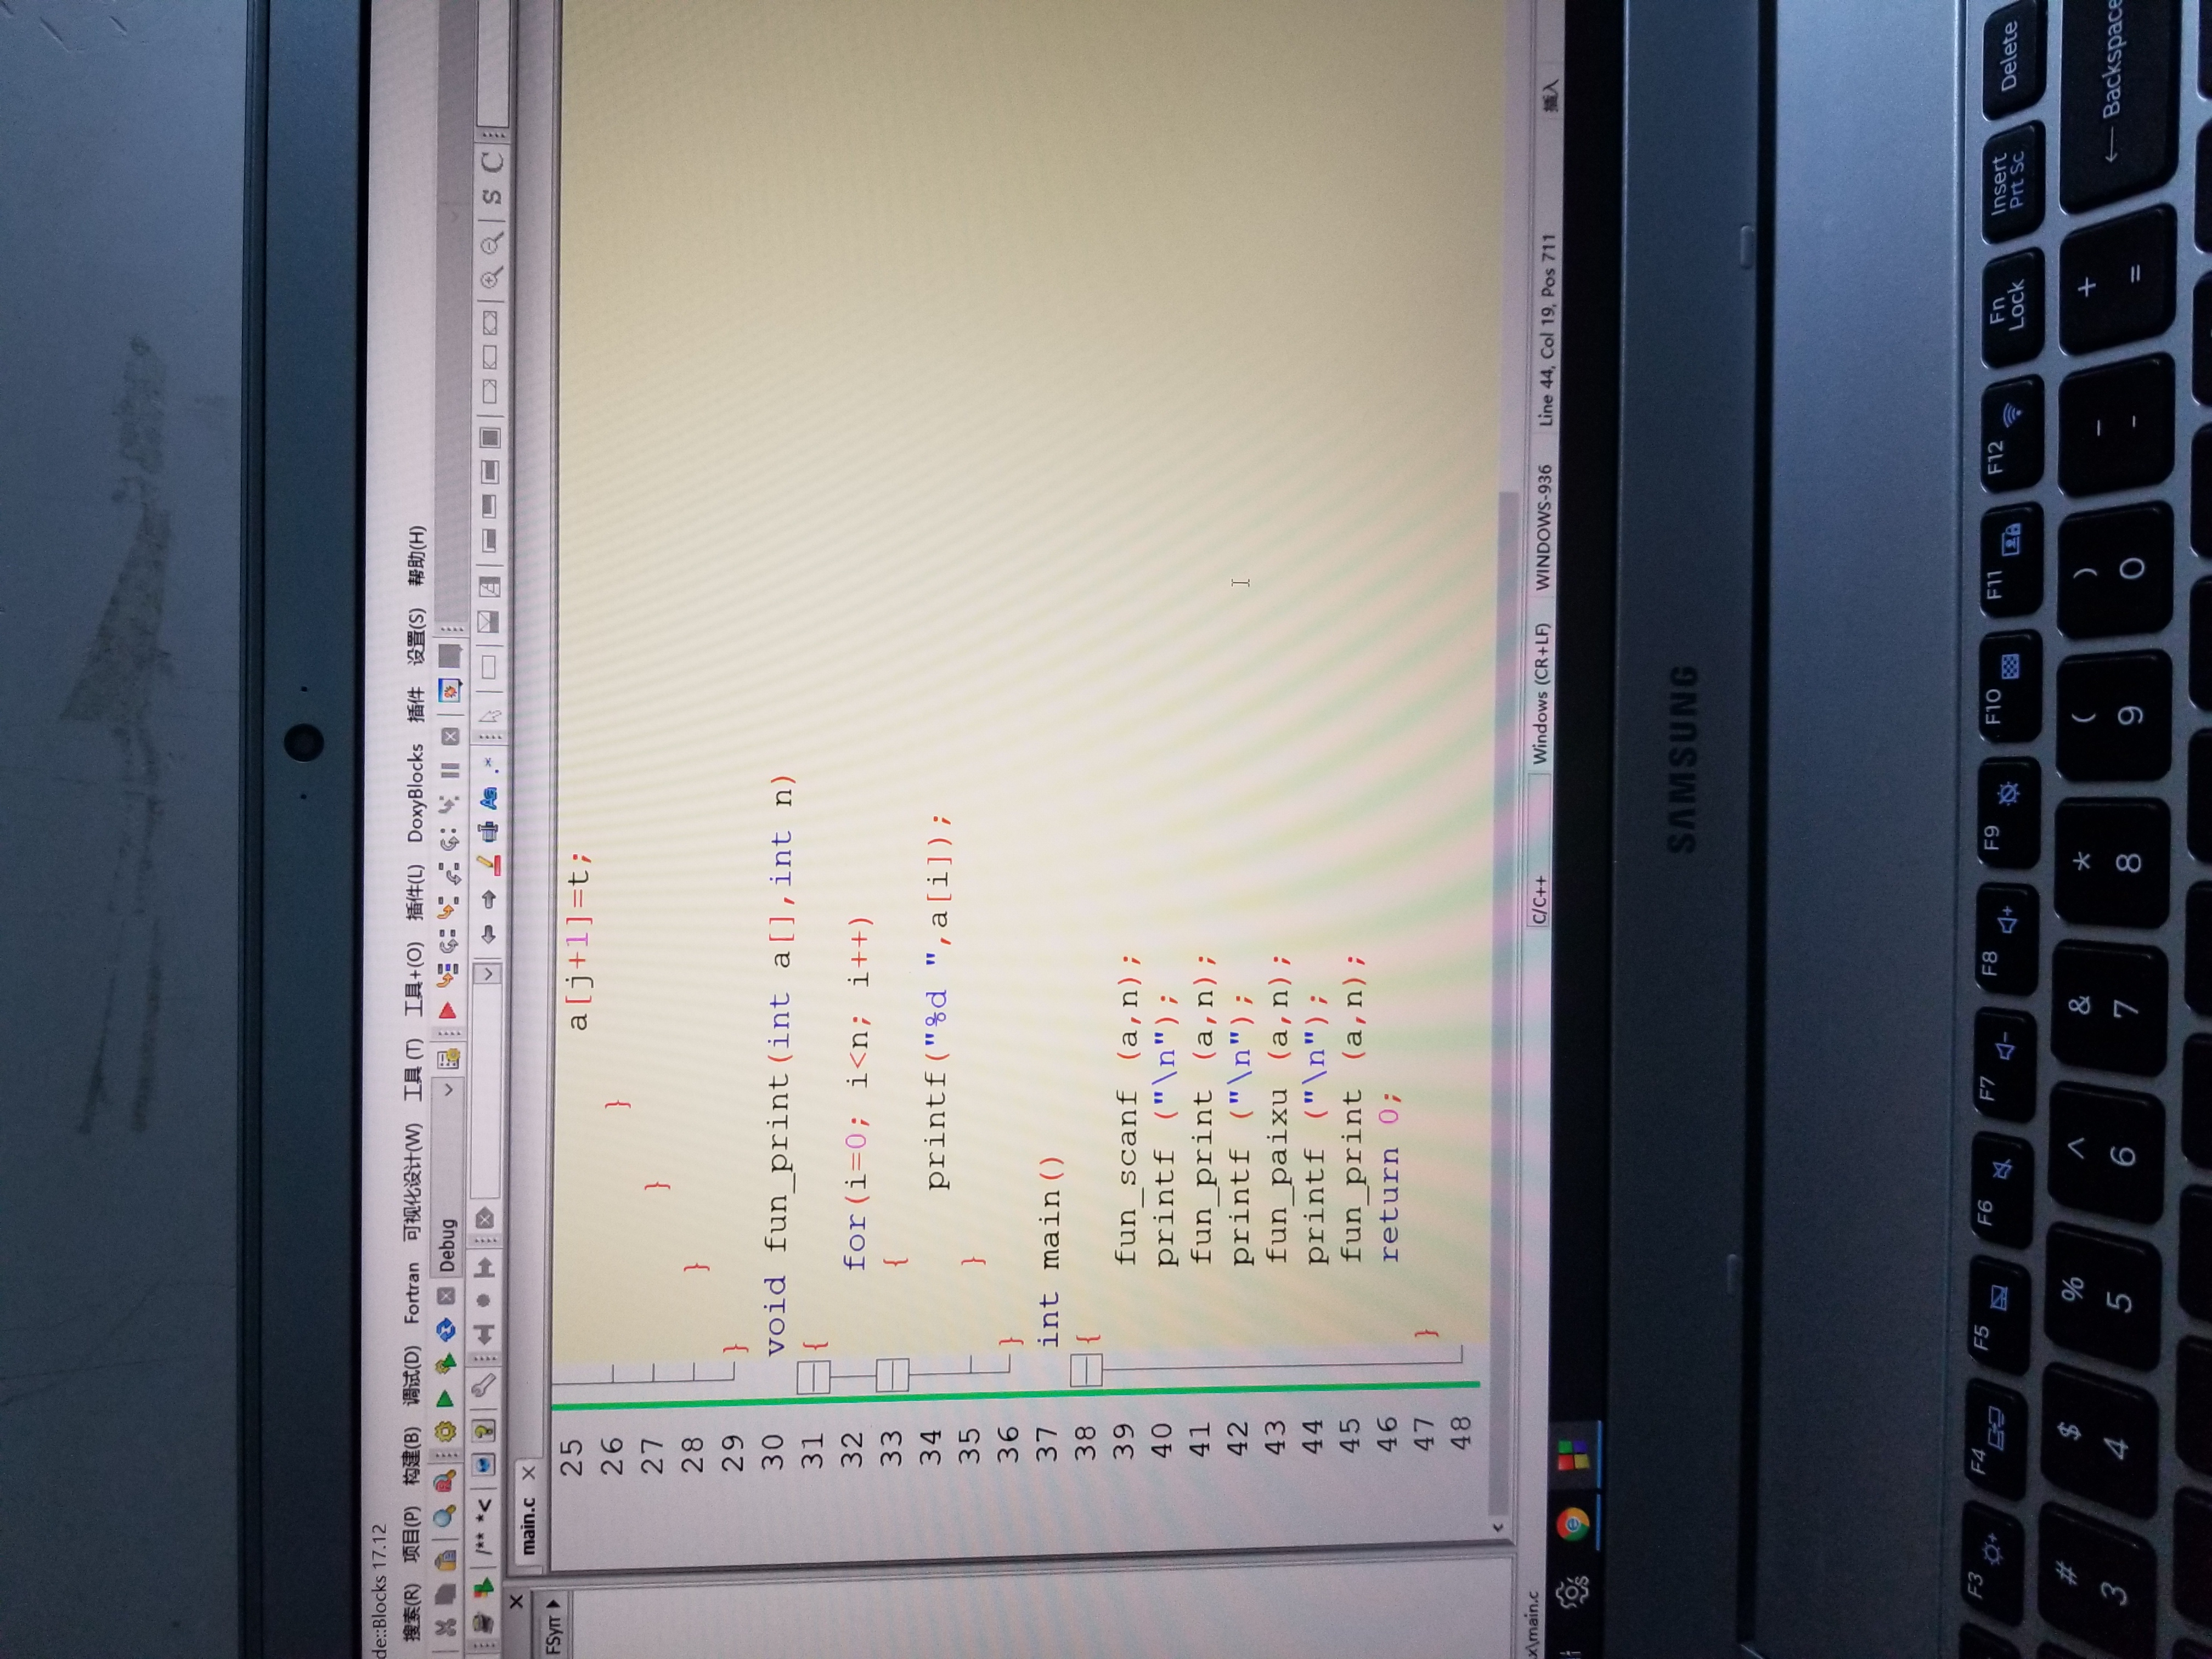 de::Blocks 17.12
搜索(R) 项目(P) 构建(B) 调试(D) Fortran 可视化设计(W) 工具 (T) 工具+(O) 插件(L) DoxyBlocks 插件 设置(S) 帮助(H)
Debug
/** *< S C
main.c
FSym
25 a[j+1]=t;
26 }
27 }
28 }
29 }
30 void fun_print(int a[],int n)
31 {
32 for(i=0; i<n; i++)
33 {
34 printf("%d ",a[i]);
35 }
36 }
37 int main()
38 {
39 fun_scanf (a,n);
40 printf ("\n");
41 fun_print (a,n);
42 printf ("\n");
43 fun_paixu (a,n);
44 printf ("\n");
45 fun_print (a,n);
46 return 0;
47 }
48
x\main.c C/C++ Windows (CR+LF) WINDOWS-936 Line 44, Col 19, Pos 711 插入
SAMSUNG
F3 F4 F5 F6 F7 F8 F9 F10 F11 F12 Fn Lock Insert Prt Sc Delete
# $ % ^ & * ( ) _ +
3 4 5 6 7 8 9 0 - = Backspace